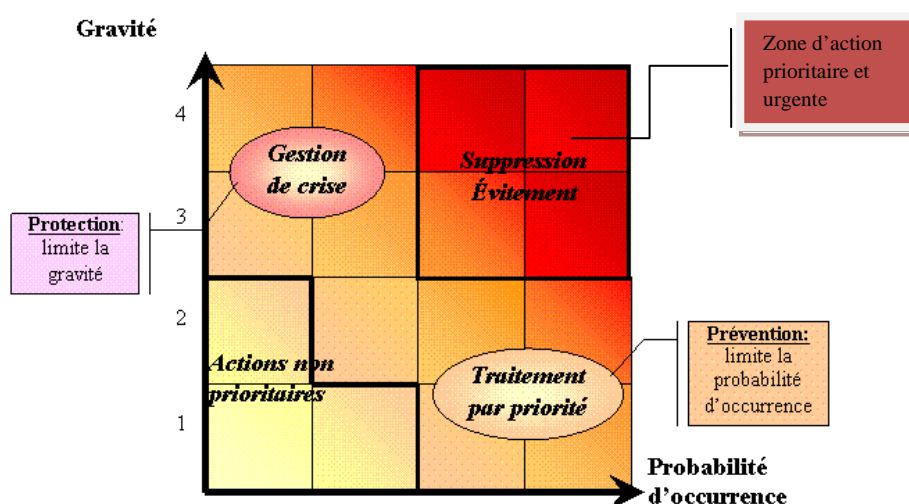 Gravité
Zone d'action
prioritaire et
urgente
4
Gestion
de crise
Suppression
Évitement
3
Protection:
limite la
gravité
2
Prévention:
limite la
probabilité
d'occurrence
Actions non
prioritaires
Traitement
par priorité
1
Probabilité
d'occurrence